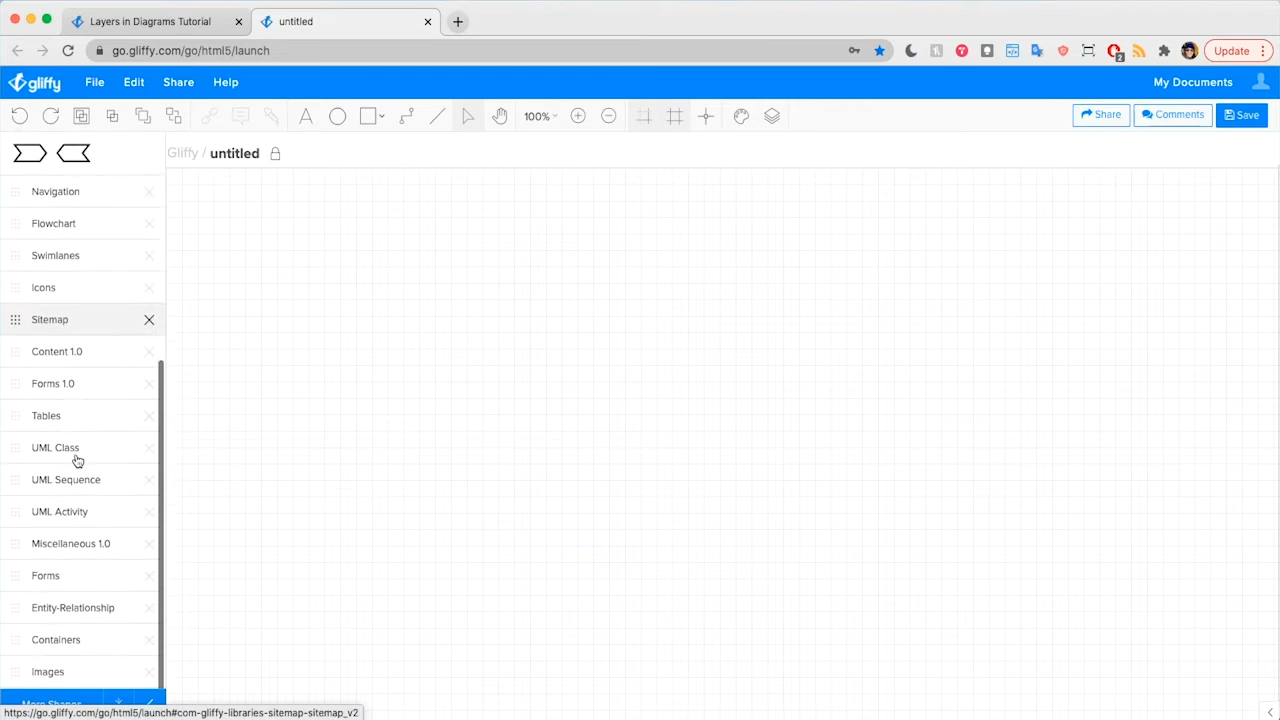 Layers in Diagrams Tutorial
untitled
go.gliffy.com/go/html5/launch
2
Update
gliffy
File
Edit
Share
Help
My Documents
A
100%
Share
Comments
Save
Gliffy / untitled
Navigation
Flowchart
Swimlanes
Icons
Sitemap
Content 1.0
Forms 1.0
Tables
UML Class
UML Sequence
UML Activity
Miscellaneous 1.0
Forms
Entity-Relationship
Containers
Images
More Shapes
https://go.gliffy.com/go/html5/launch#com-gliffy-libraries-sitemap-sitemap_v2